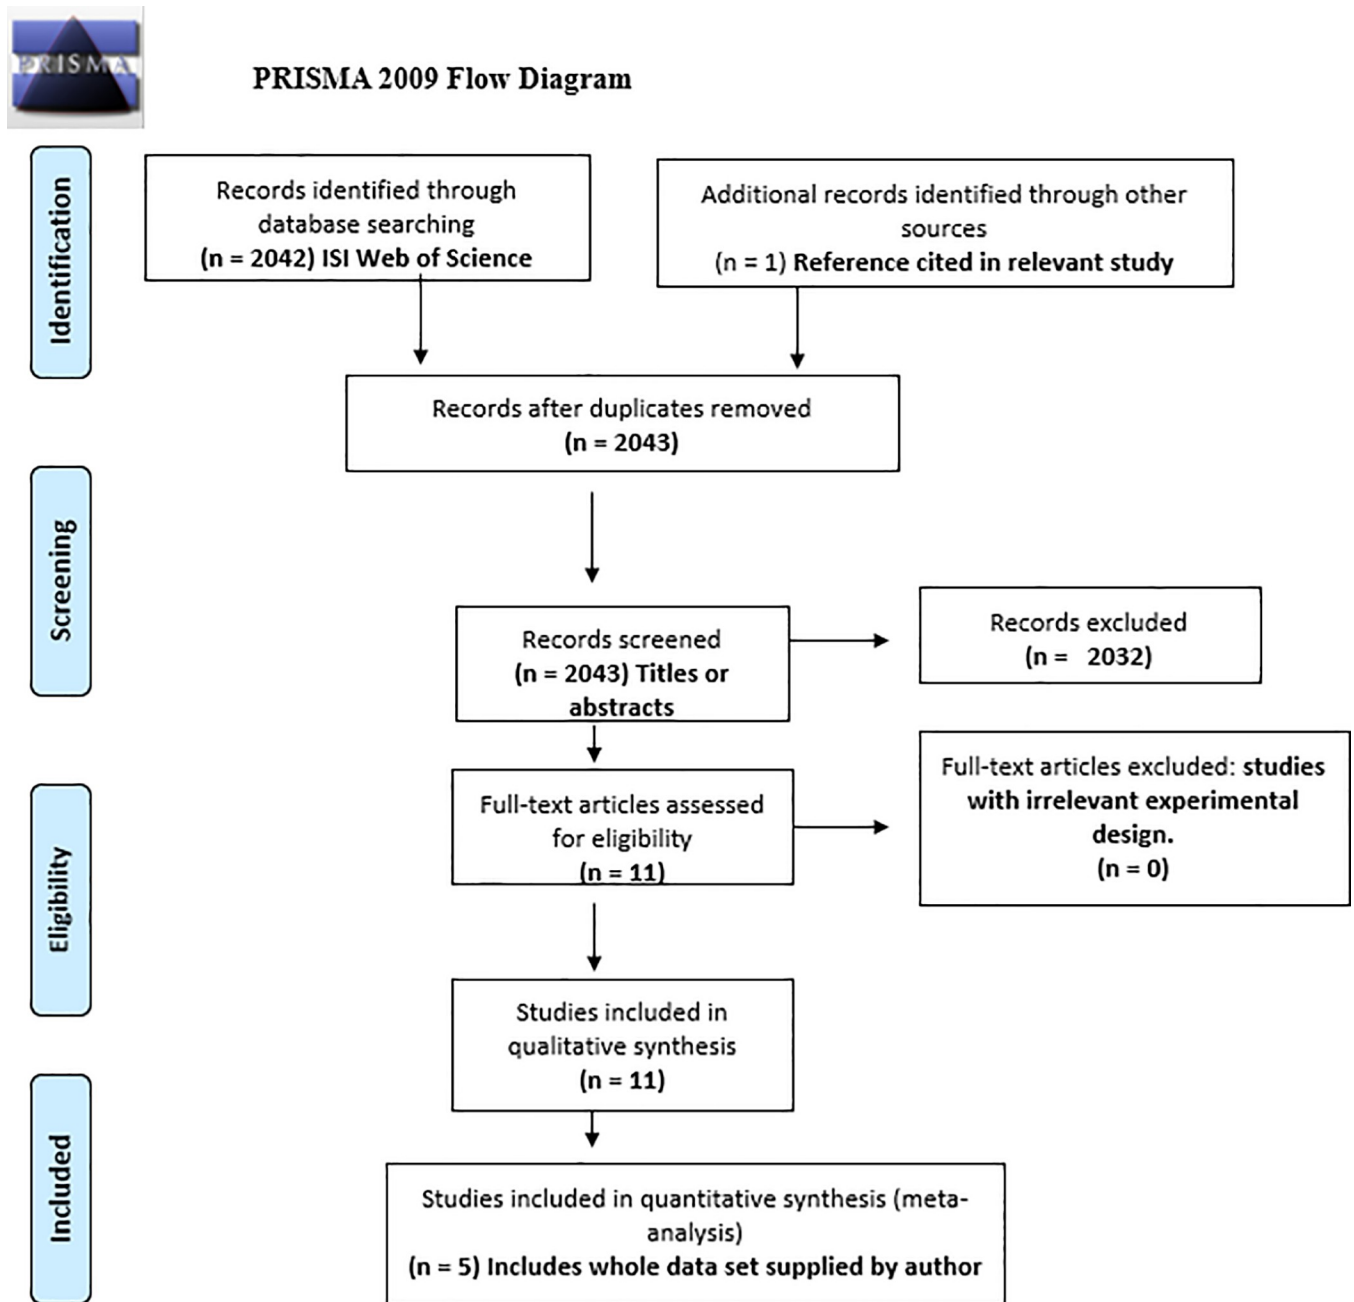 PRISMA
PRISMA 2009 Flow Diagram
Identification
Records identified through
database searching
(n = 2042) ISI Web of Science
Additional records identified through other
sources
(n = 1) Reference cited in relevant study
Records after duplicates removed
(n = 2043)
Screening
Records screened
(n = 2043) Titles or
abstracts
Records excluded
(n =   2032)
Eligibility
Full-text articles assessed
for eligibility
(n = 11)
Full-text articles excluded: studies
with irrelevant experimental
design.
(n = 0)
Studies included in
qualitative synthesis
(n = 11)
Included
Studies included in quantitative synthesis (meta-
analysis)
(n = 5) Includes whole data set supplied by author